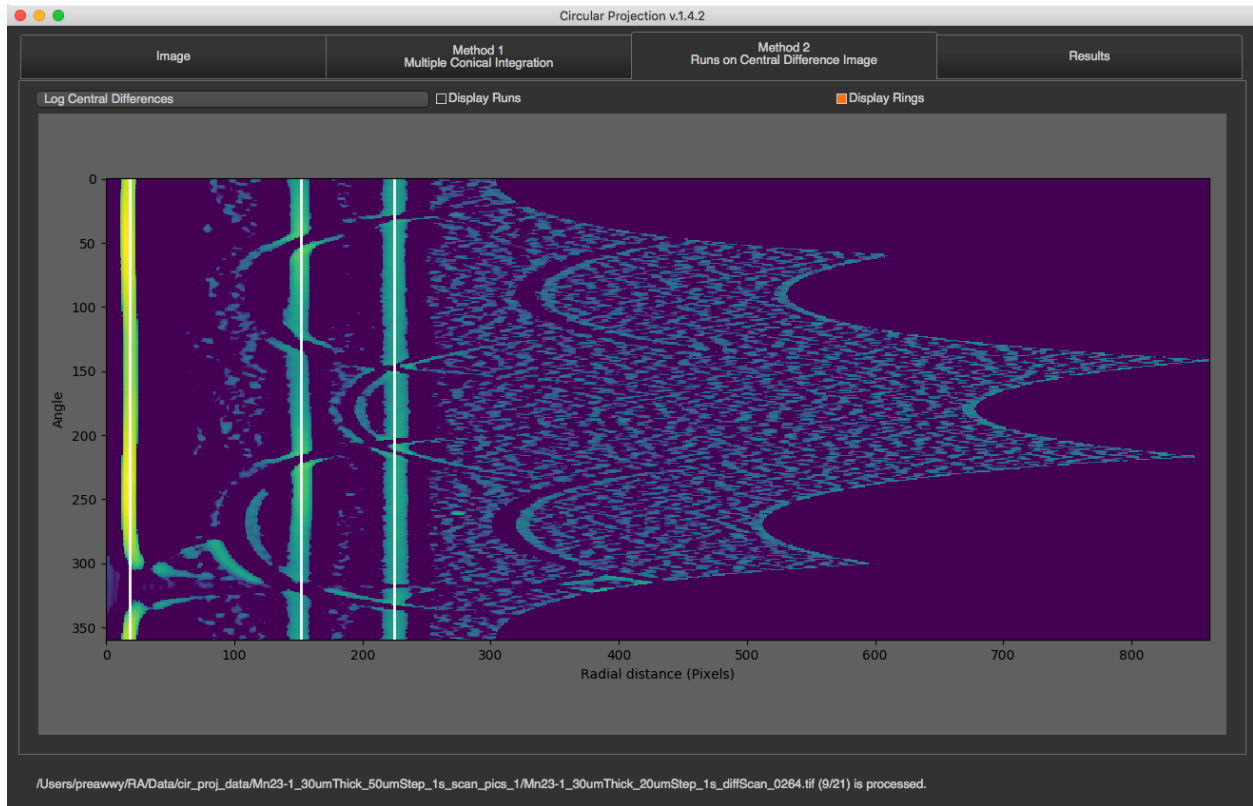 Circular Projection v.1.4.2
Image
Method 1
Multiple Conical Integration
Method 2
Runs on Central Difference Image
Results
Log Central Differences
Display Runs
Display Rings
0
50
100
150
200
250
300
350
Angle
0
100
200
300
400
500
600
700
800
Radial distance (Pixels)
/Users/preawwy/RA/Data/cir_proj_data/Mn23-1_30umThick_50umStep_1s_scan_pics_1/Mn23-1_30umThick_20umStep_1s_diffScan_0264.tif (9/21) is processed.